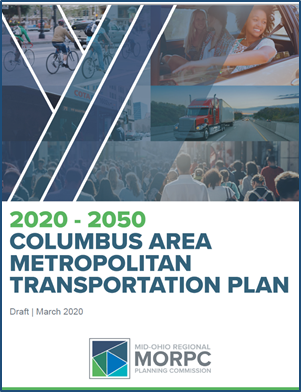 2020 - 2050
COLUMBUS AREA
METROPOLITAN
TRANSPORTATION PLAN
Draft | March 2020
MID-OHIO REGIONAL
MORPC
PLANNING COMMISSION